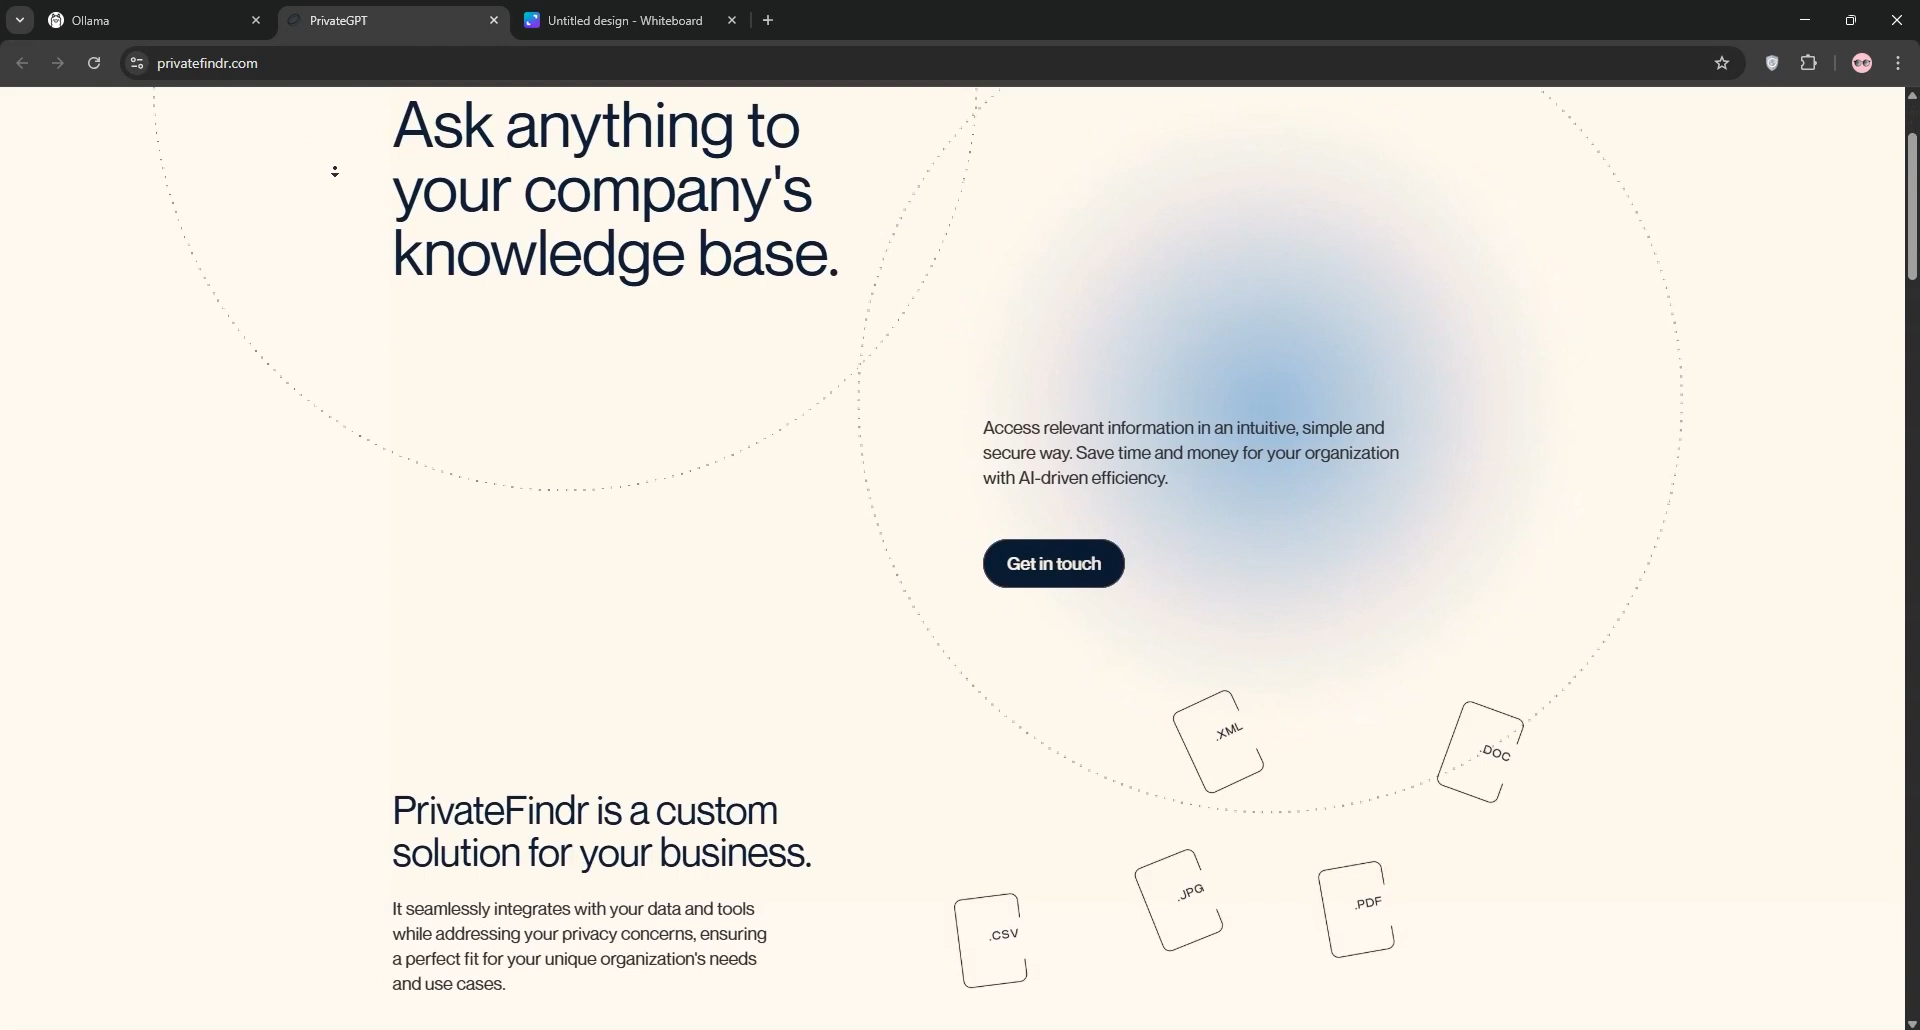 Ollama
PrivateGPT
Untitled design - Whiteboard
privatefindr.com
Ask anything to
your company's
knowledge base.
Access relevant information in an intuitive, simple and
secure way. Save time and money for your organization
with AI-driven efficiency.
Get in touch
.XML
.DOC
PrivateFindr is a custom
solution for your business.
.JPG
.PDF
.CSV
It seamlessly integrates with your data and tools
while addressing your privacy concerns, ensuring
a perfect fit for your unique organization's needs
and use cases.